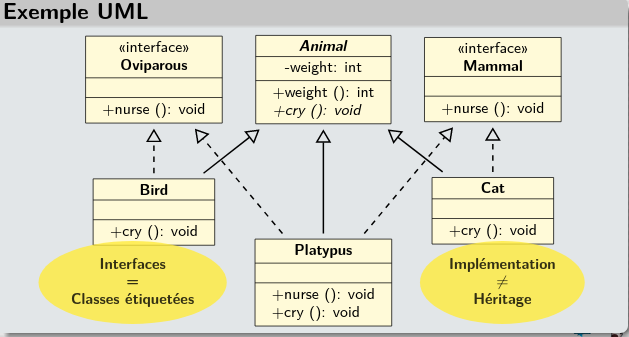 Exemple UML
«interface»
Oviparous
+nurse (): void
Animal
-weight: int
+weight (): int
+cry (): void
«interface»
Mammal
+nurse (): void
Bird
+cry (): void
Cat
+cry (): void
Platypus
+nurse (): void
+cry (): void
Interfaces
=
Classes étiquetées
Implémentation
≠
Héritage